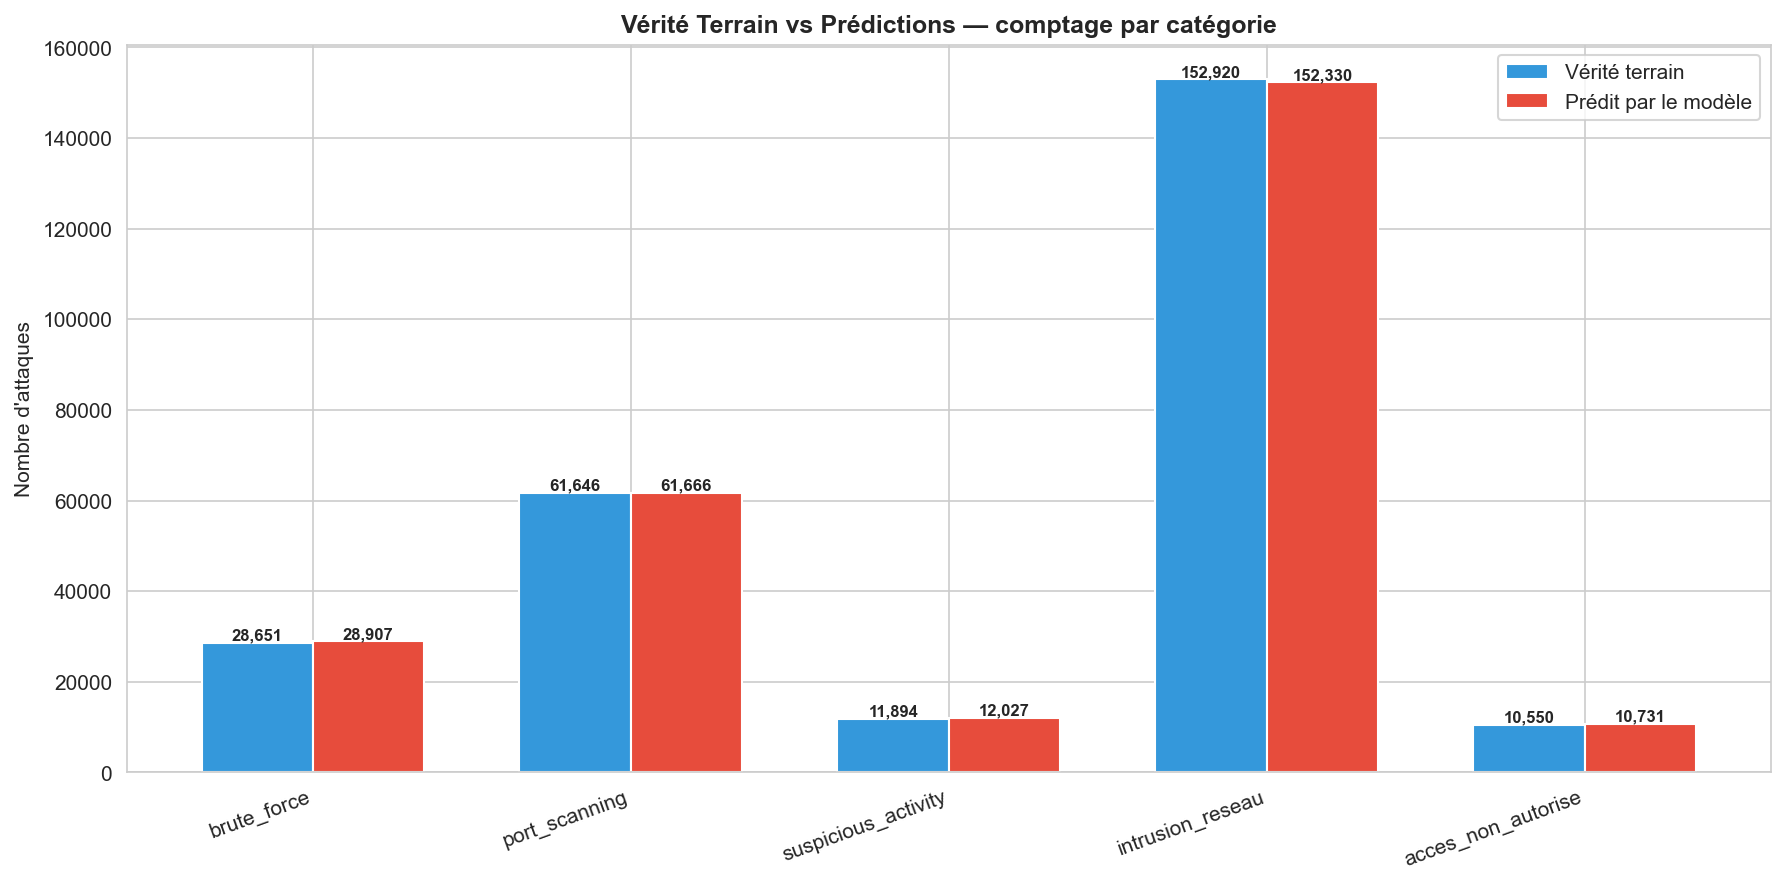 Vérité Terrain vs Prédictions — comptage par catégorie
Vérité terrain
Prédit par le modèle
Nombre d'attaques
160000
140000
120000
100000
80000
60000
40000
20000
0
28,651
28,907
61,646
61,666
11,894
12,027
152,920
152,330
10,550
10,731
brute_force
port_scanning
suspicious_activity
intrusion_reseau
acces_non_autorise